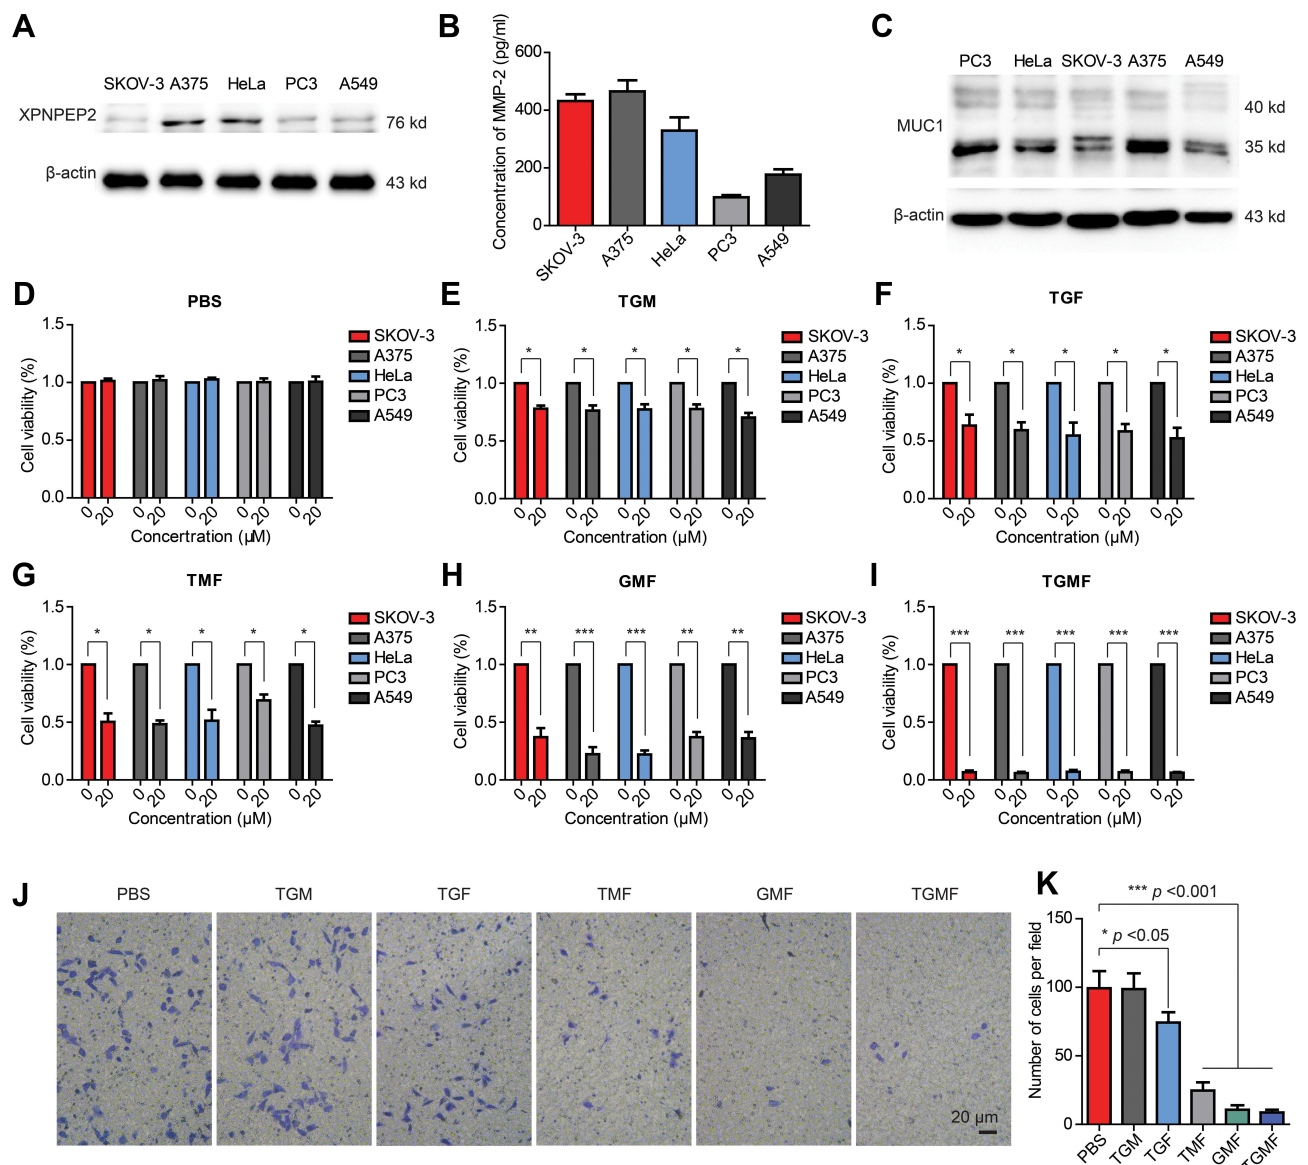 A
SKOV-3 A375 HeLa PC3 A549
XPNPEP2
76 kd
β-actin
43 kd
B
Concentration of MMP-2 (pg/ml)
600
400
200
0
SKOV-3 A375 HeLa PC3 A549
C
PC3 HeLa SKOV-3 A375 A549
40 kd
MUC1
35 kd
β-actin
43 kd
D
PBS
Cell viability (%)
1.5
1.0
0.5
0.0
0 20 0 20 0 20 0 20 0 20
Concertration (µM)
SKOV-3
A375
HeLa
PC3
A549
E
TGM
Cell viability (%)
1.5
1.0
0.5
0.0
* * * * *
0 20 0 20 0 20 0 20 0 20
Concentration (µM)
SKOV-3
A375
HeLa
PC3
A549
F
TGF
Cell viability (%)
1.5
1.0
0.5
0.0
* * * * *
0 20 0 20 0 20 0 20 0 20
Concentration (µM)
SKOV-3
A375
HeLa
PC3
A549
G
TMF
Cell viability (%)
1.5
1.0
0.5
0.0
* * * * *
0 20 0 20 0 20 0 20 0 20
Concentration (µM)
SKOV-3
A375
HeLa
PC3
A549
H
GMF
Cell viability (%)
1.5
1.0
0.5
0.0
** *** *** ** **
0 20 0 20 0 20 0 20 0 20
Concentration (µM)
SKOV-3
A375
HeLa
PC3
A549
I
TGMF
Cell viability (%)
1.5
1.0
0.5
0.0
*** *** *** *** ***
0 20 0 20 0 20 0 20 0 20
Concentration (µM)
SKOV-3
A375
HeLa
PC3
A549
J
PBS TGM TGF TMF GMF TGMF
20 µm
K
*** p <0.001
* p <0.05
Number of cells per field
150
100
50
0
PBS TGM TGF TMF GMF TGMF